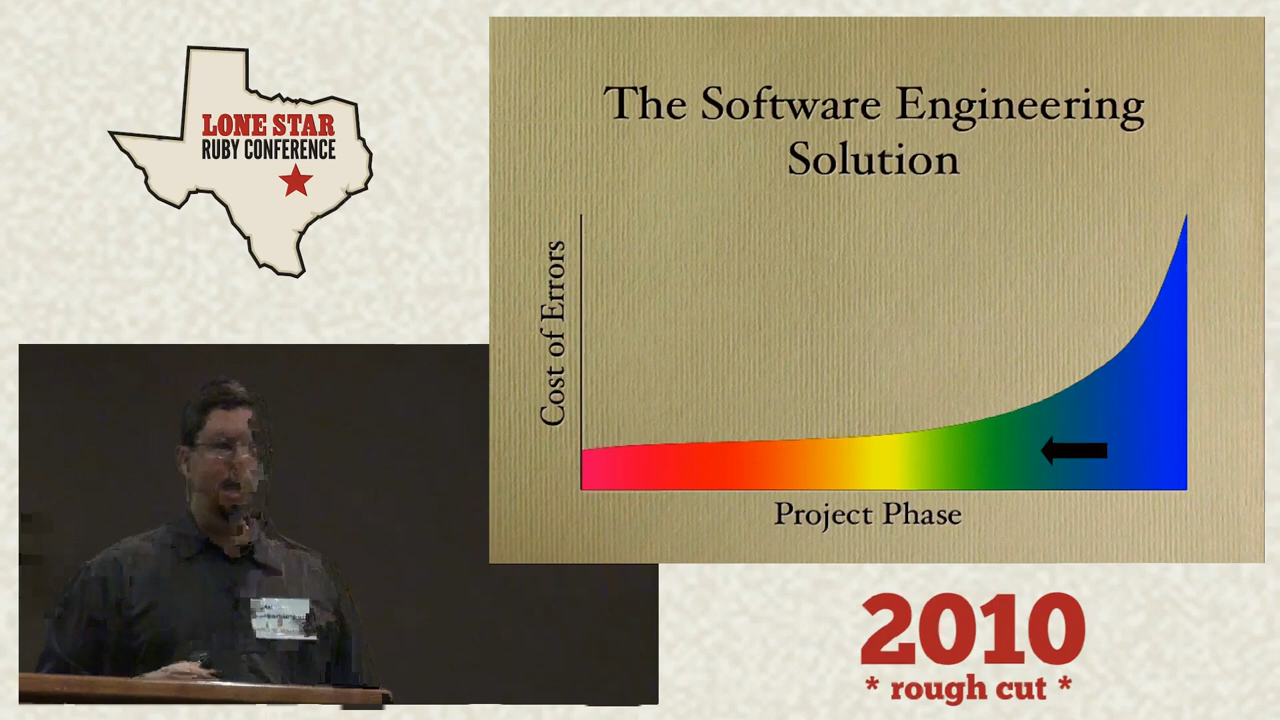 LONE STAR
RUBY CONFERENCE
The Software Engineering
Solution
Cost of Errors
Project Phase
2010
* rough cut *